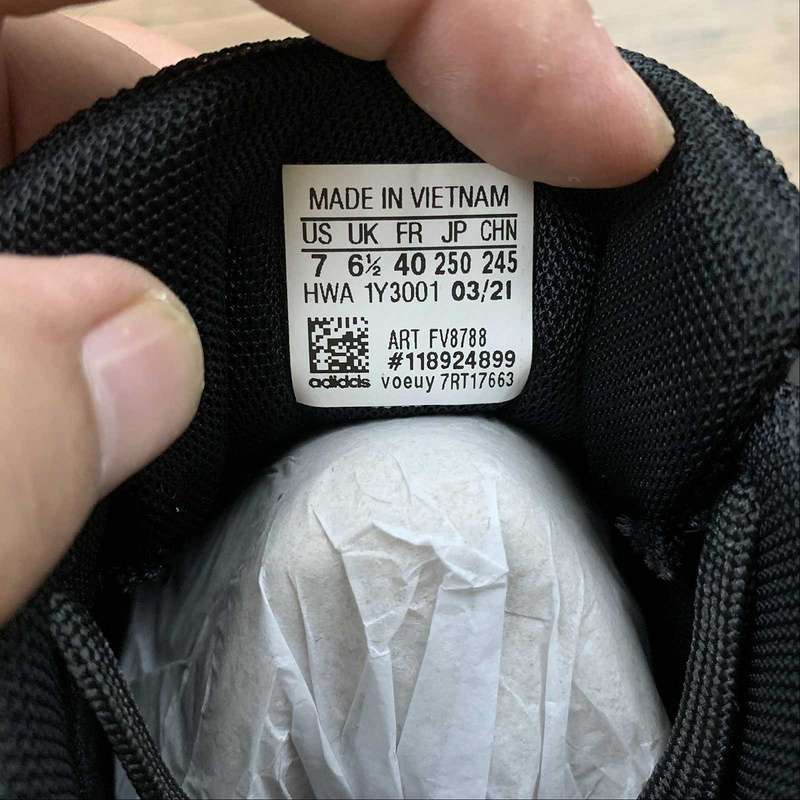 MADE IN VIETNAM
US UK FR JP CHN
7 6½ 40 250 245
HWA 1Y3001 03/21
ART FV8788
#118924899
adidas voeuy 7RT17663